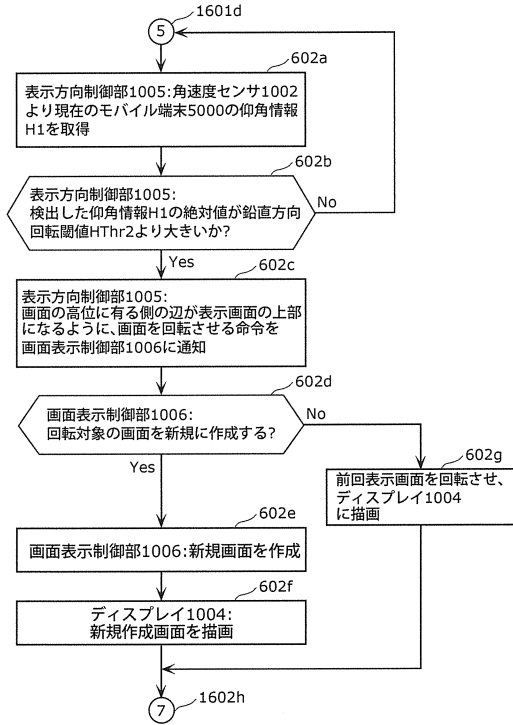 5
1601d
602a
表示方向制御部1005:角速度センサ1002
より現在のモバイル端末5000の仰角情報
H1を取得
602b
表示方向制御部1005:
検出した仰角情報H1の絶対値が鉛直方向
回転閾値HThr2より大きいか?
No
Yes
602c
表示方向制御部1005:
画面の高位に有る側の辺が表示画面の上部
になるように、画面を回転させる命令を
画面表示制御部1006に通知
602d
画面表示制御部1006:
回転対象の画面を新規に作成する?
No
Yes
602g
前回表示画面を回転させ、
ディスプレイ1004
に描画
602e
画面表示制御部1006:新規画面を作成
602f
ディスプレイ1004:
新規作成画面を描画
7
1602h